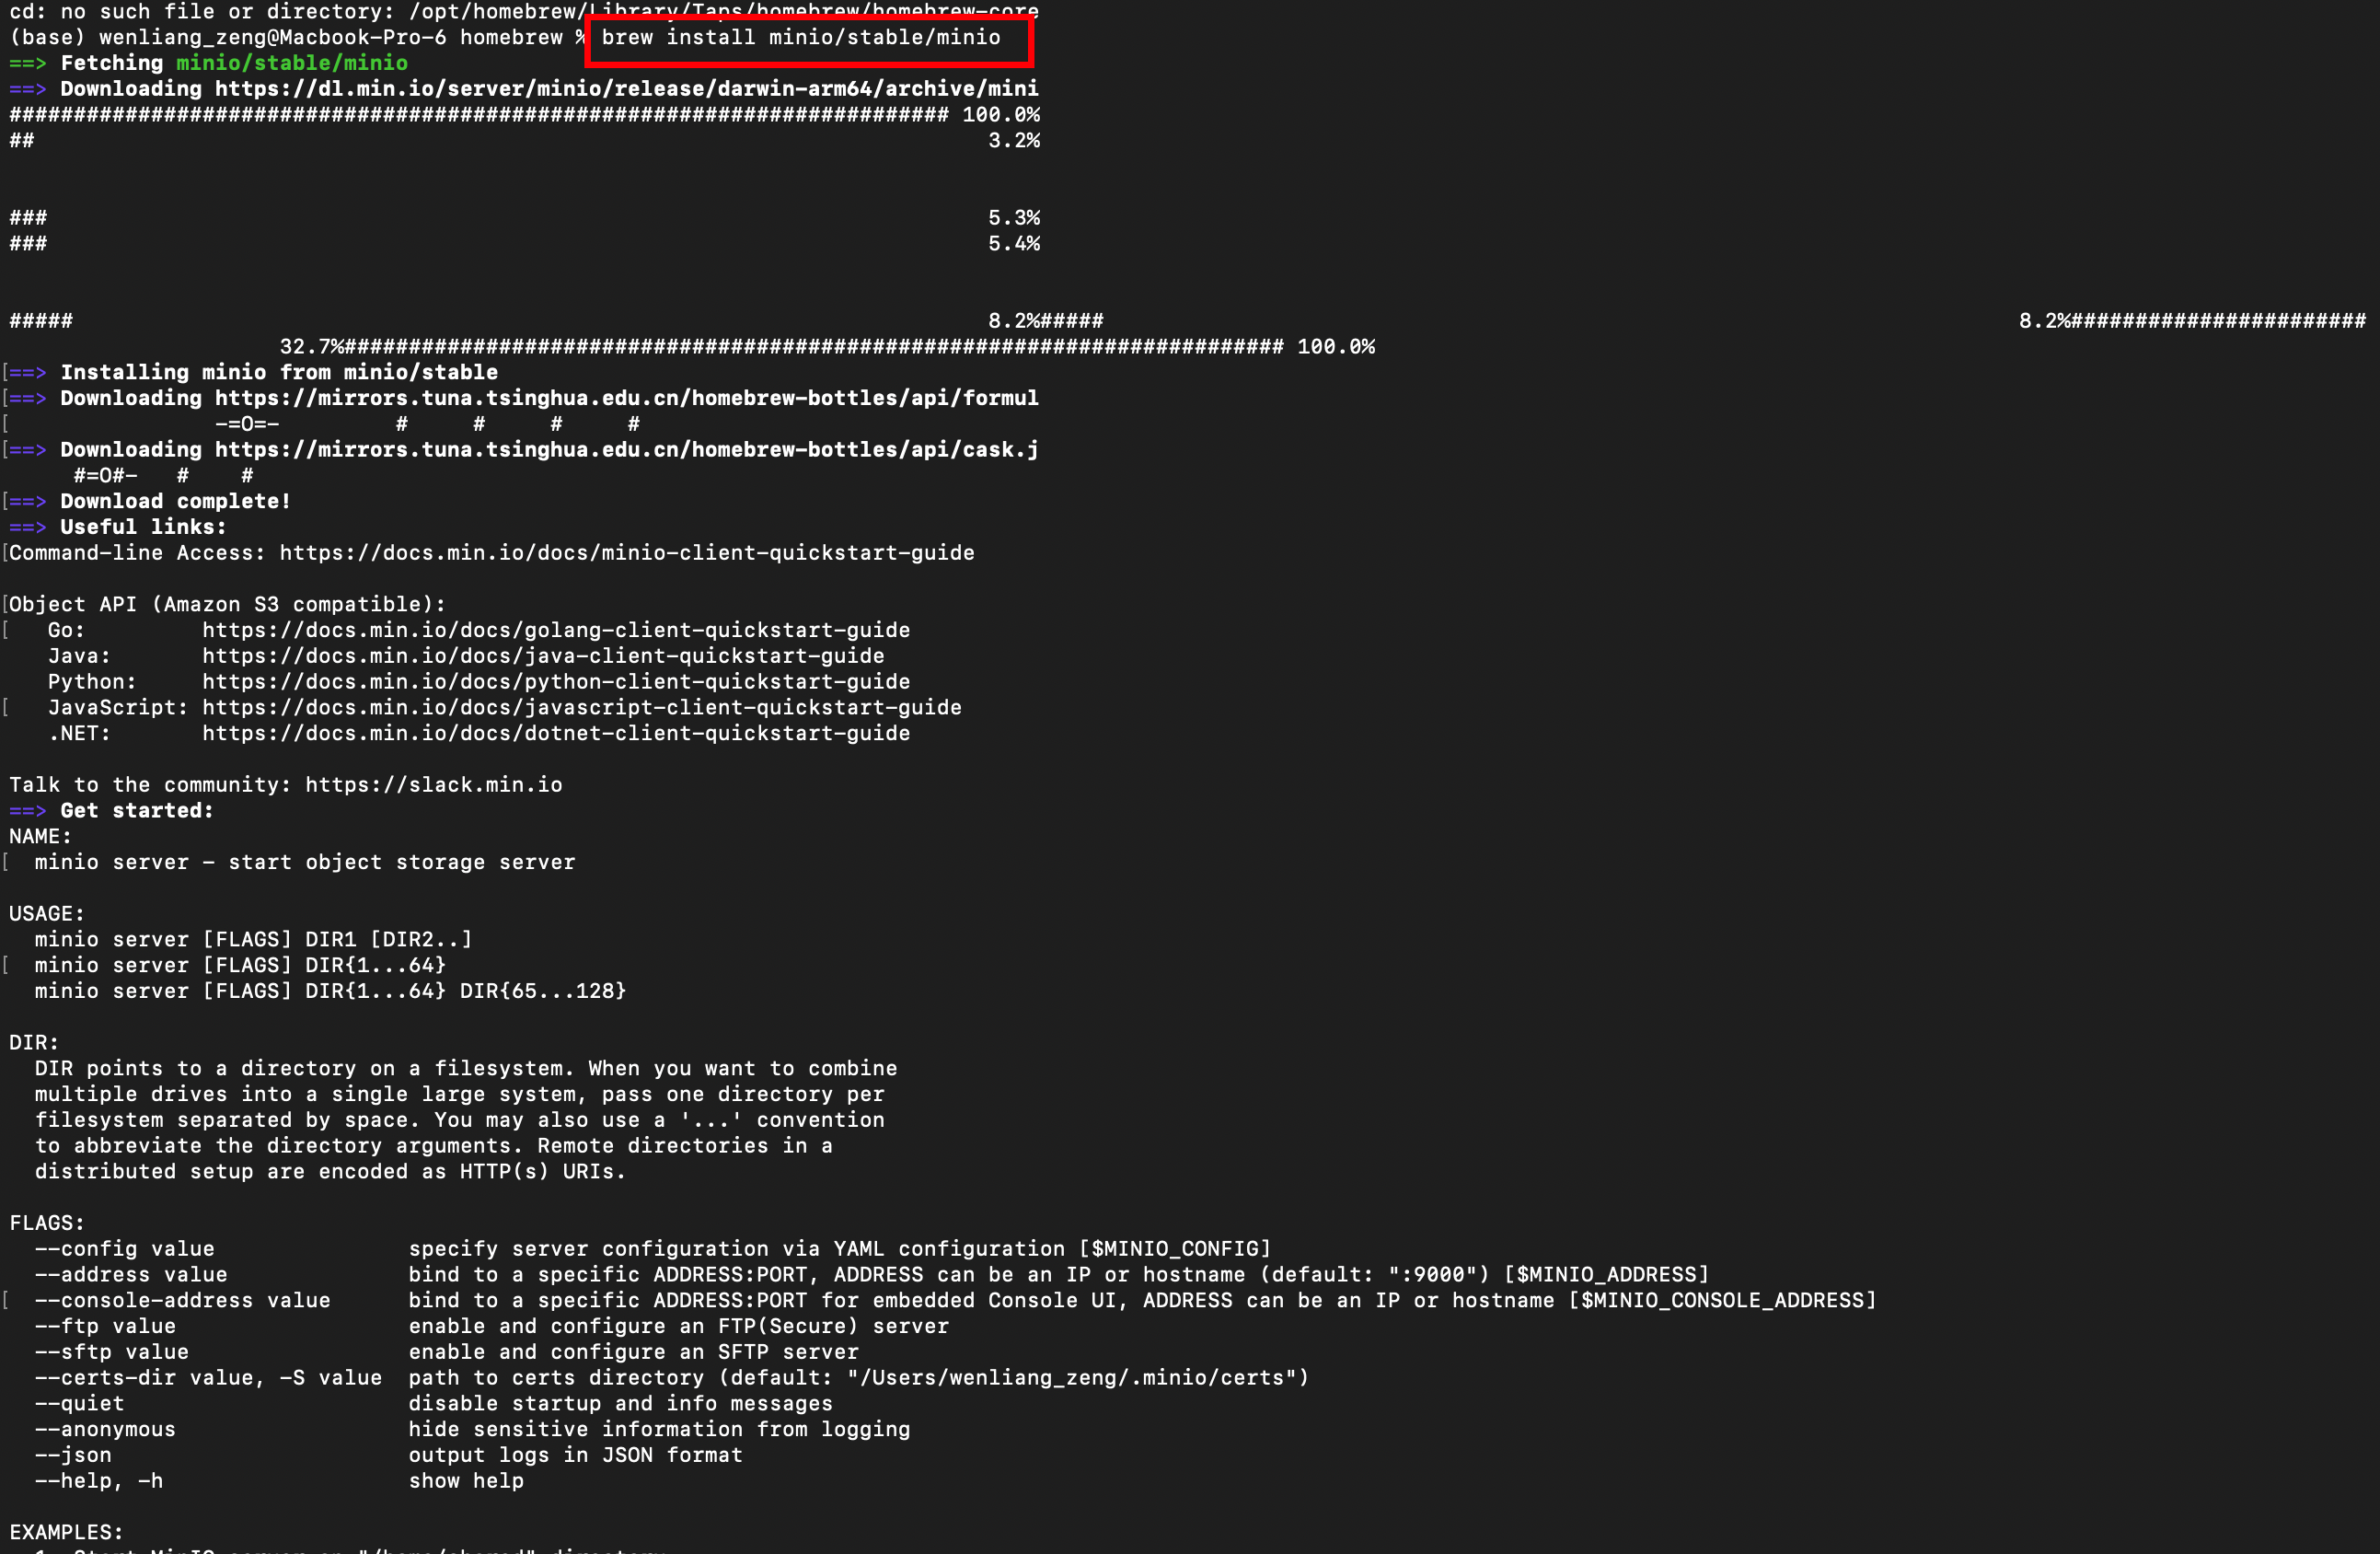 cd: no such file or directory: /opt/homebrew/Library/Taps/homebrew/homebrew-core
(base) wenliang_zeng@Macbook-Pro-6 homebrew % brew install minio/stable/minio
==> Fetching minio/stable/minio
==> Downloading https://dl.min.io/server/minio/release/darwin-arm64/archive/mini
######################################################################### 100.0%
## 3.2%
### 5.3%
### 5.4%
##### 8.2%##### 8.2%#######################
32.7%######################################################################### 100.0%
[==> Installing minio from minio/stable
[==> Downloading https://mirrors.tuna.tsinghua.edu.cn/homebrew-bottles/api/formul
[ -=O=- # # # #
[==> Downloading https://mirrors.tuna.tsinghua.edu.cn/homebrew-bottles/api/cask.j
#=O#- # #
[==> Download complete!
==> Useful links:
[Command-line Access: https://docs.min.io/docs/minio-client-quickstart-guide
[Object API (Amazon S3 compatible):
[ Go: https://docs.min.io/docs/golang-client-quickstart-guide
Java: https://docs.min.io/docs/java-client-quickstart-guide
Python: https://docs.min.io/docs/python-client-quickstart-guide
[ JavaScript: https://docs.min.io/docs/javascript-client-quickstart-guide
.NET: https://docs.min.io/docs/dotnet-client-quickstart-guide
Talk to the community: https://slack.min.io
==> Get started:
NAME:
[ minio server - start object storage server
USAGE:
minio server [FLAGS] DIR1 [DIR2..]
[ minio server [FLAGS] DIR{1...64}
minio server [FLAGS] DIR{1...64} DIR{65...128}
DIR:
DIR points to a directory on a filesystem. When you want to combine
multiple drives into a single large system, pass one directory per
filesystem separated by space. You may also use a '...' convention
to abbreviate the directory arguments. Remote directories in a
distributed setup are encoded as HTTP(s) URIs.
FLAGS:
--config value specify server configuration via YAML configuration [$MINIO_CONFIG]
--address value bind to a specific ADDRESS:PORT, ADDRESS can be an IP or hostname (default: ":9000") [$MINIO_ADDRESS]
[ --console-address value bind to a specific ADDRESS:PORT for embedded Console UI, ADDRESS can be an IP or hostname [$MINIO_CONSOLE_ADDRESS]
--ftp value enable and configure an FTP(Secure) server
--sftp value enable and configure an SFTP server
--certs-dir value, -S value path to certs directory (default: "/Users/wenliang_zeng/.minio/certs")
--quiet disable startup and info messages
--anonymous hide sensitive information from logging
--json output logs in JSON format
--help, -h show help
EXAMPLES:
1. Start MinIO server on "/home/shared" directory